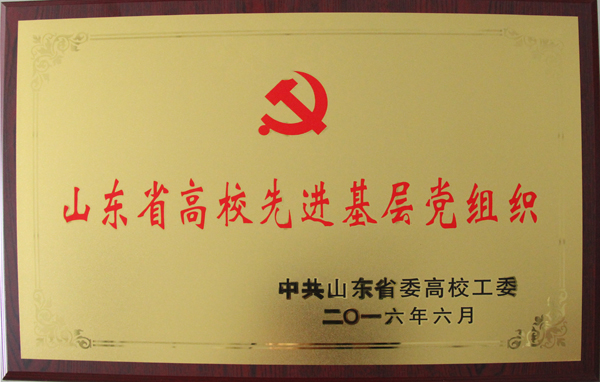 山东省高校先进基层党组织
中共山东省委高校工委
二〇一六年六月